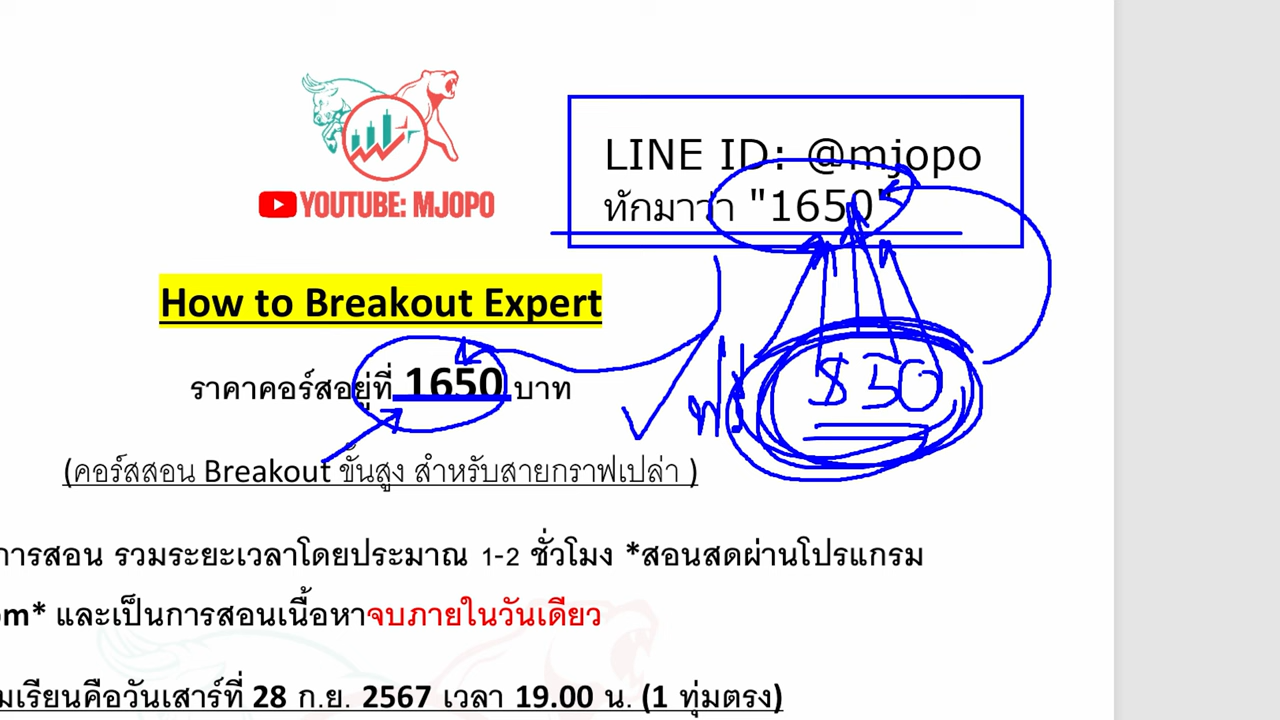 LINE ID: @mjopo
ทักมาว่า "1650"
YOUTUBE: MJOPO
How to Breakout Expert
ราคาคอร์สอยู่ที่ 1650 บาท
ฟรี $50
(คอร์สสอน Breakout ขั้นสูง สำหรับสายกราฟเปล่า )
การสอน รวมระยะเวลาโดยประมาณ 1-2 ชั่วโมง *สอนสดผ่านโปรแกรม
om* และเป็นการสอนเนื้อหาจบภายในวันเดียว
มเรียนคือวันเสาร์ที่ 28 ก.ย. 2567 เวลา 19.00 น. (1 ทุ่มตรง)